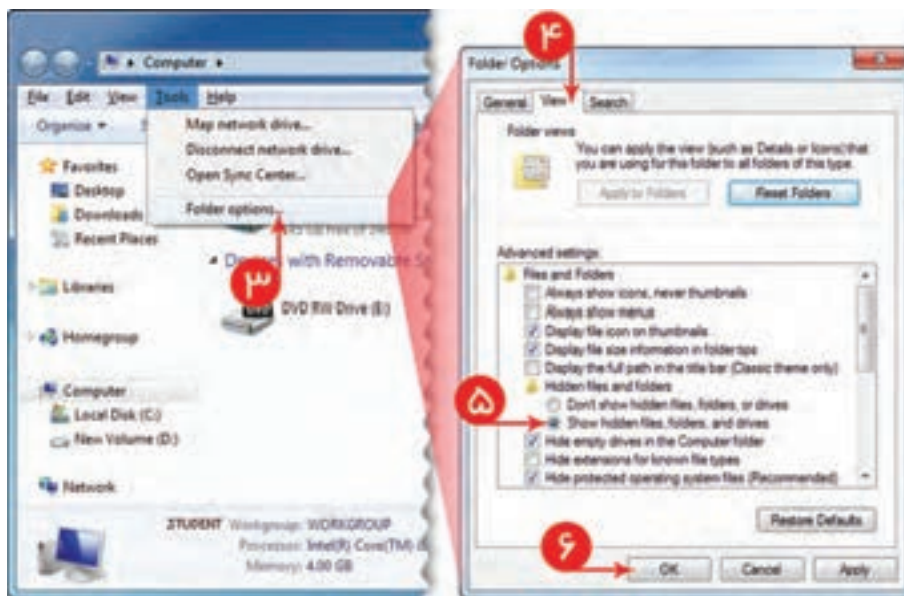 Computer
File Edit View Tools Help
Organize
Map network drive...
Disconnect network drive...
Open Sync Center...
Folder options...
۳
Favorites
Desktop
Downloads
Recent Places
Libraries
Homegroup
Computer
Local Disk (C:)
New Volume (D:)
Network
with Removable
DVD RW Drive (E:)
STUDENT Workgroup: WORKGROUP
Processor: Intel(R) Core(TM)
Memory: 4.00 GB
۴
Folder Options
General View Search
Folder views
You can apply the view (such as Details or Icons) that
you are using for this folder to all folders of this type.
Apply to Folders Reset Folders
Advanced settings:
Files and Folders
Always show icons, never thumbnails
Always show menus
Display file icon on thumbnails
Display file size information in folder tips
Display the full path in the title bar (Classic theme only)
Hidden files and folders
Don't show hidden files, folders, or drives
۵
Show hidden files, folders, and drives
Hide empty drives in the Computer folder
Hide extensions for known file types
Hide protected operating system files (Recommended)
Restore Defaults
۶
OK Cancel Apply